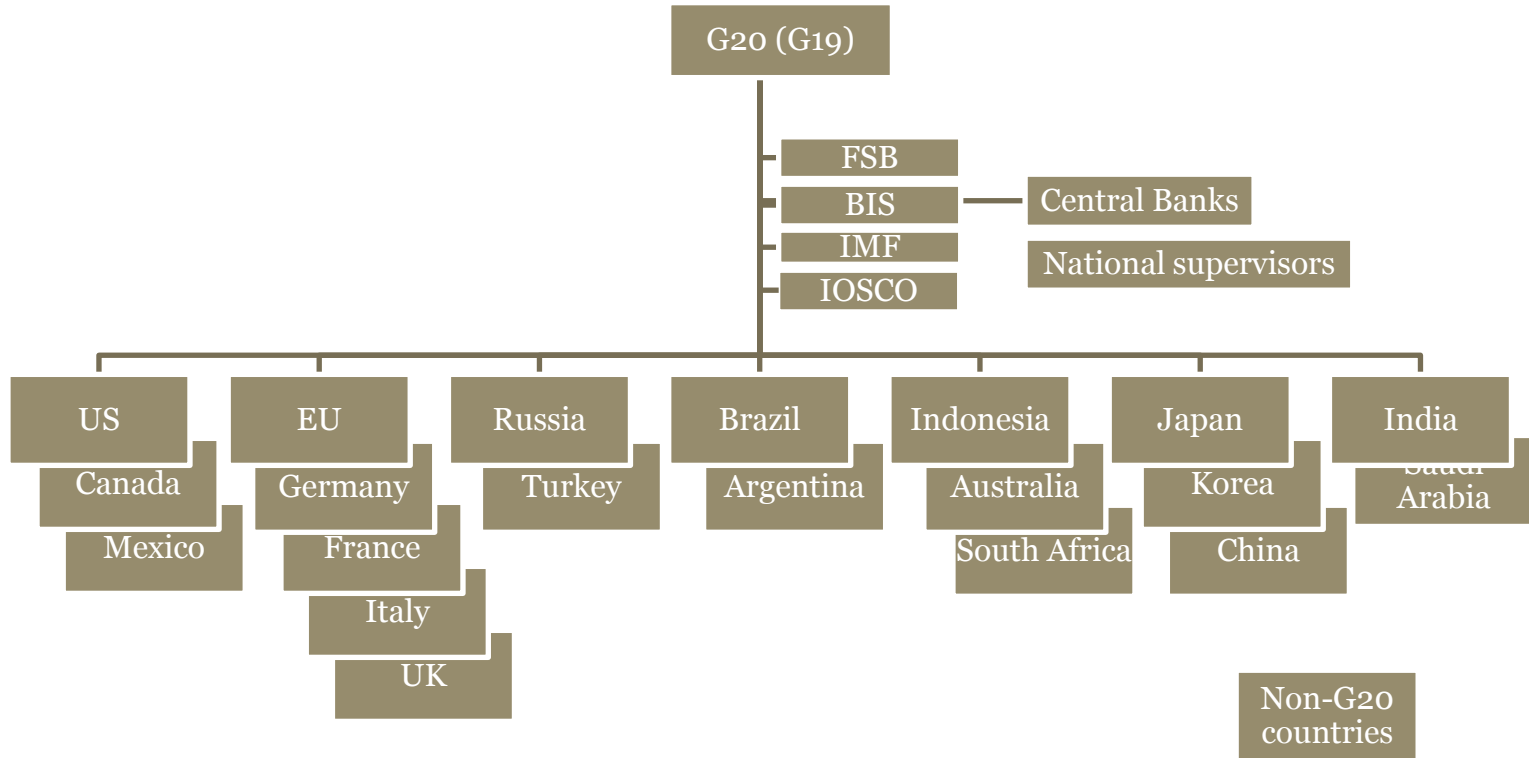 G20 (G19)
FSB
BIS
Central Banks
IMF
National supervisors
IOSCO
US
EU
Russia
Brazil
Indonesia
Japan
India
Canada
Germany
Turkey
Argentina
Australia
Korea
Saudi
Arabia
Mexico
France
South Africa
China
Italy
UK
Non-G20
countries